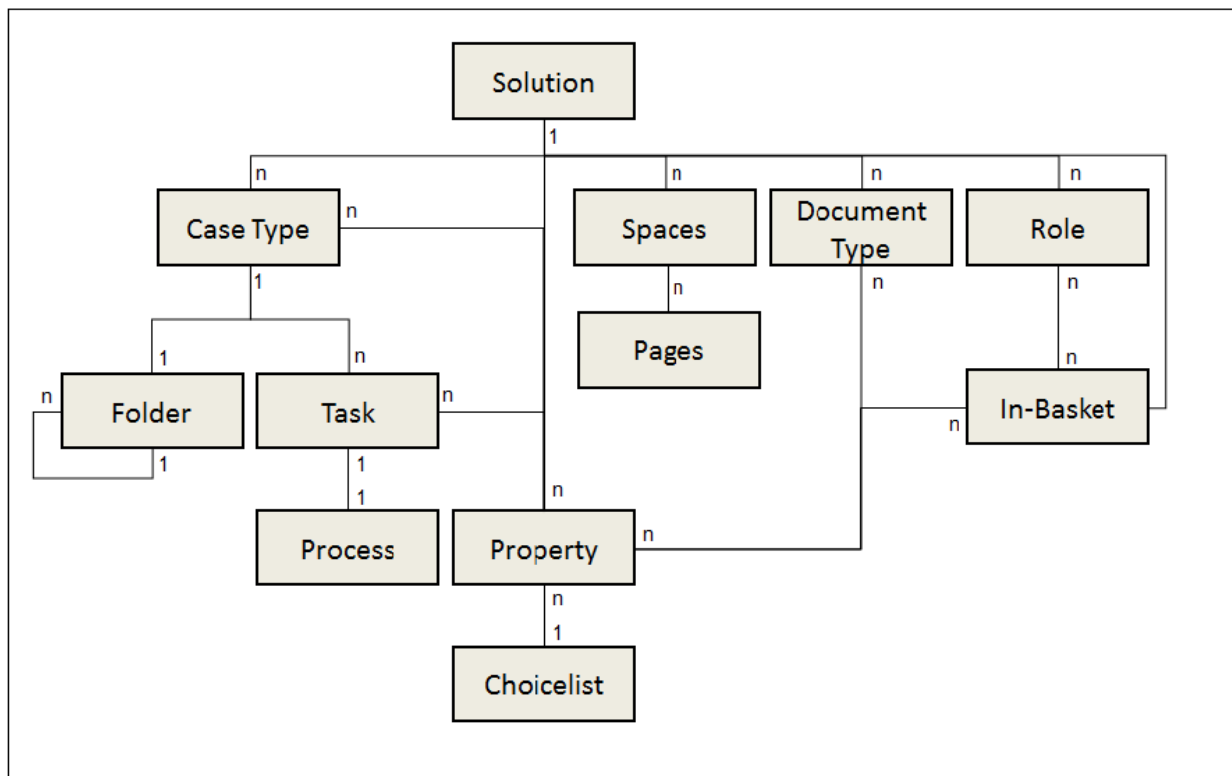 Solution
1
n
n
n
n
Case Type
n
Spaces
Document
Type
Role
1
n
n
n
Pages
1
n
n
n
Folder
n
Task
n
In-Basket
n
1
1
1
n
Process
Property
n
n
1
Choicelist